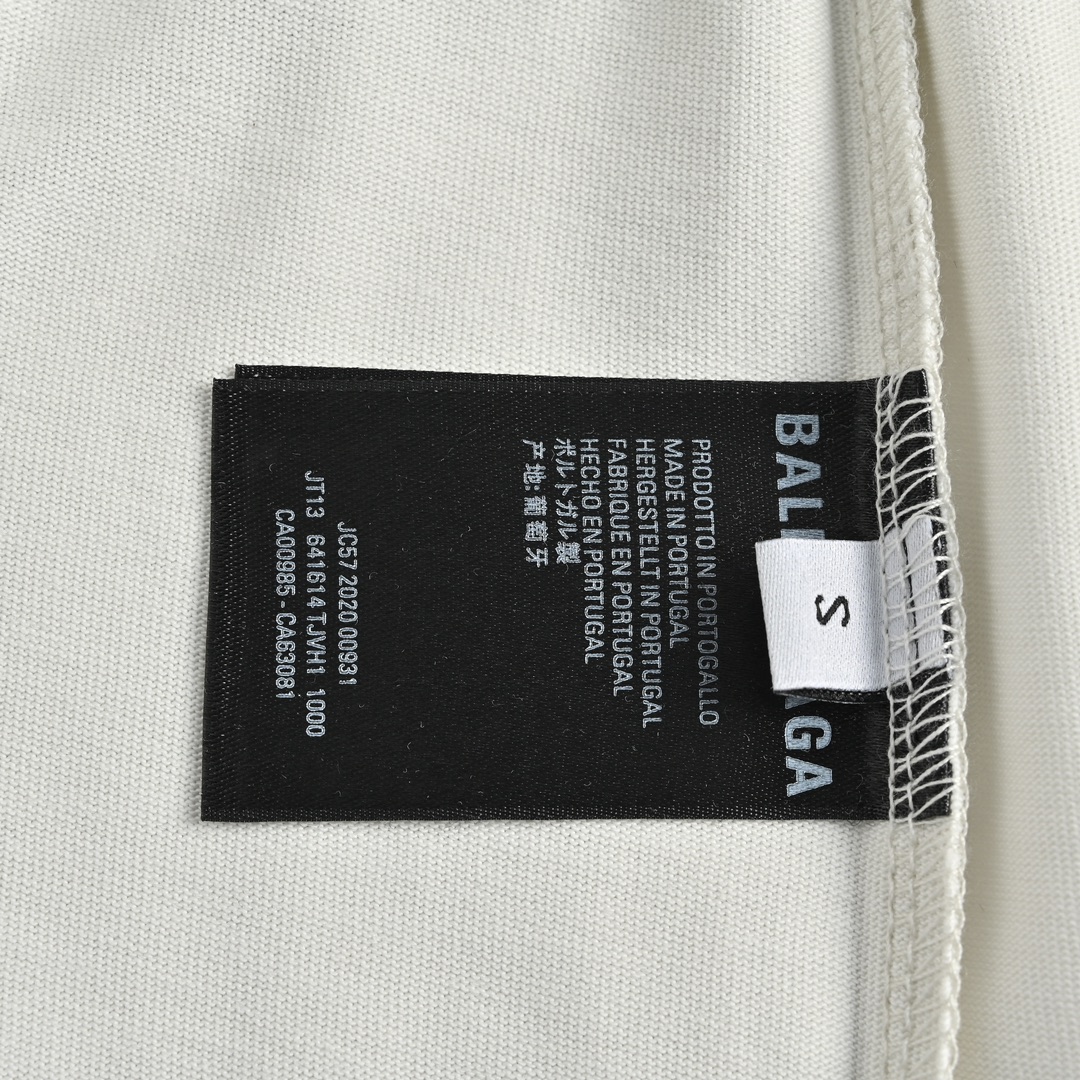 BAL AGA
S
PRODOTTO IN PORTOGALLO
MADE IN PORTUGAL
HERGESTELLT IN PORTUGAL
FABRIQUE EN PORTUGAL
HECHO EN PORTUGAL
ポルトガル製
产地: 葡萄牙
JC57 2020 00931
JT13 641614 TJVH1 1000
CA00985 - CA63081